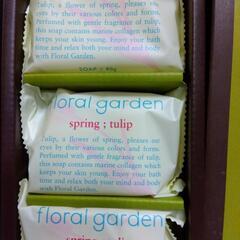 Tulip, a flower of spring, pleases our
eyes by their various colors and forms.
Perfumed with gentle fragrance of tulip,
this soap contains marine collagen which
keeps your skin young. Enjoy your bath
time and relax both your mind and body
with Floral Garden.
SOAP 80g
floral garden
spring ; tulip
Tulip, a flower of spring, pleases our
eyes by their various colors and forms.
Perfumed with gentle fragrance of tulip,
this soap contains marine collagen which
keeps your skin young. Enjoy your bath
time and relax both your mind and body
with Floral Garden.
floral garden
spring